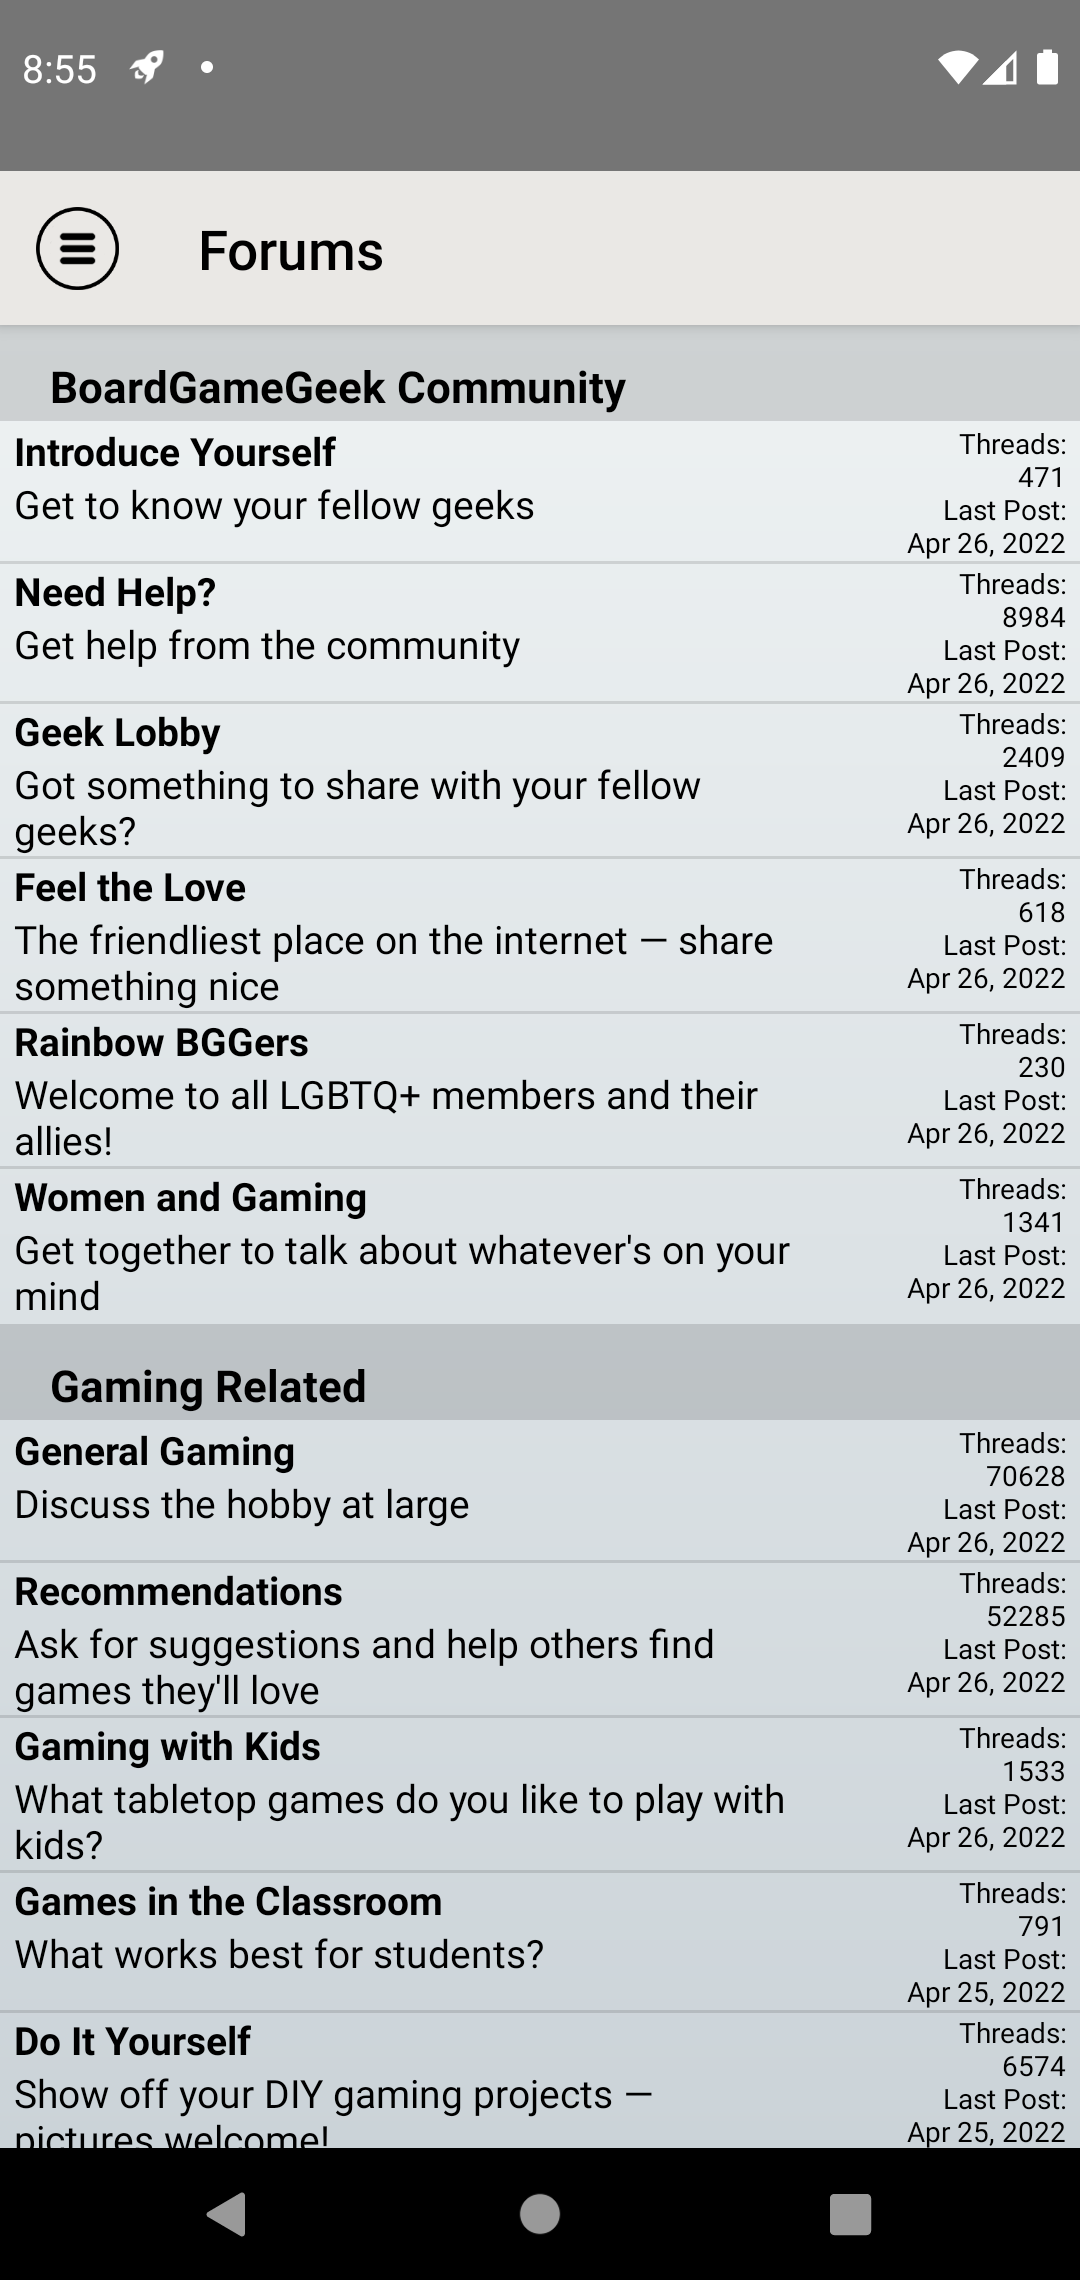 8:55
Forums
BoardGameGeek Community
Introduce Yourself
Get to know your fellow geeks
Threads:
471
Last Post:
Apr 26, 2022
Need Help?
Get help from the community
Threads:
8984
Last Post:
Apr 26, 2022
Geek Lobby
Got something to share with your fellow
geeks?
Threads:
2409
Last Post:
Apr 26, 2022
Feel the Love
The friendliest place on the internet — share
something nice
Threads:
618
Last Post:
Apr 26, 2022
Rainbow BGGers
Welcome to all LGBTQ+ members and their
allies!
Threads:
230
Last Post:
Apr 26, 2022
Women and Gaming
Get together to talk about whatever's on your
mind
Threads:
1341
Last Post:
Apr 26, 2022
Gaming Related
General Gaming
Discuss the hobby at large
Threads:
70628
Last Post:
Apr 26, 2022
Recommendations
Ask for suggestions and help others find
games they'll love
Threads:
52285
Last Post:
Apr 26, 2022
Gaming with Kids
What tabletop games do you like to play with
kids?
Threads:
1533
Last Post:
Apr 26, 2022
Games in the Classroom
What works best for students?
Threads:
791
Last Post:
Apr 25, 2022
Do It Yourself
Show off your DIY gaming projects —
pictures welcome!
Threads:
6574
Last Post:
Apr 25, 2022